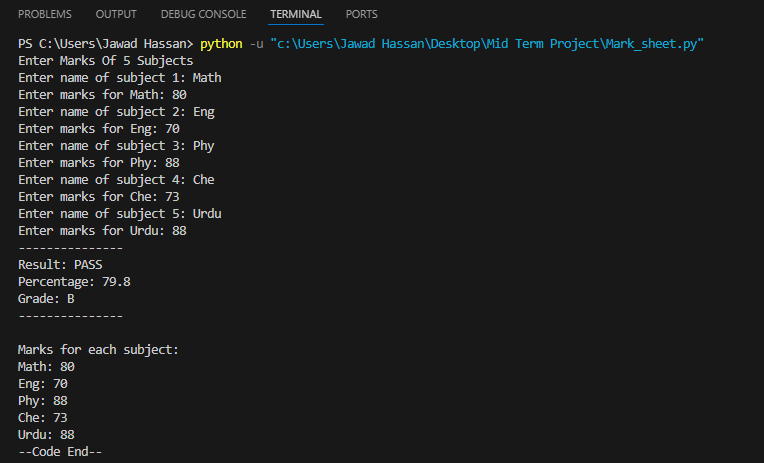 PROBLEMS OUTPUT DEBUG CONSOLE TERMINAL PORTS
PS C:\Users\Jawad Hassan> python -u "c:\Users\Jawad Hassan\Desktop\Mid Term Project\Mark_sheet.py"
Enter Marks Of 5 Subjects
Enter name of subject 1: Math
Enter marks for Math: 80
Enter name of subject 2: Eng
Enter marks for Eng: 70
Enter name of subject 3: Phy
Enter marks for Phy: 88
Enter name of subject 4: Che
Enter marks for Che: 73
Enter name of subject 5: Urdu
Enter marks for Urdu: 88
---------------
Result: PASS
Percentage: 79.8
Grade: B
---------------
Marks for each subject:
Math: 80
Eng: 70
Phy: 88
Che: 73
Urdu: 88
--Code End--